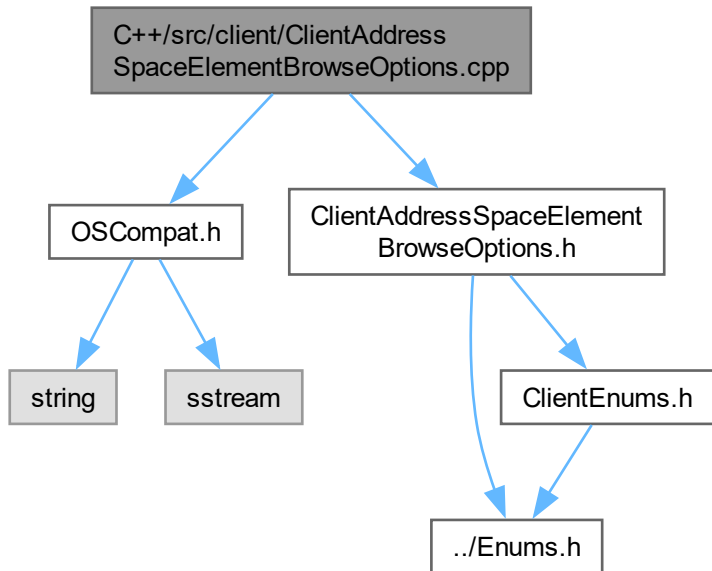 C++/src/client/ClientAddress
SpaceElementBrowseOptions.cpp
OSCompat.h
ClientAddressSpaceElement
BrowseOptions.h
string
sstream
ClientEnums.h
../Enums.h